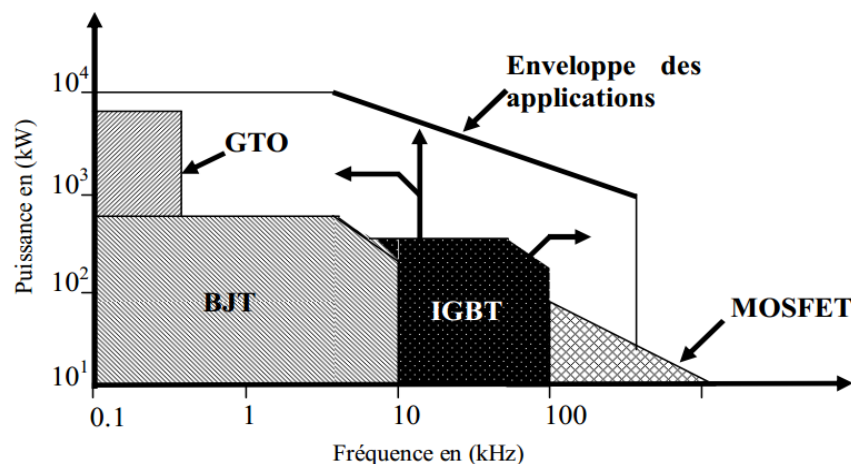 Enveloppe des
applications
10⁴
GTO
10³
Puissance en (kW)
10²
BJT
IGBT
MOSFET
10¹
0.1
1
10
100
Fréquence en (kHz)